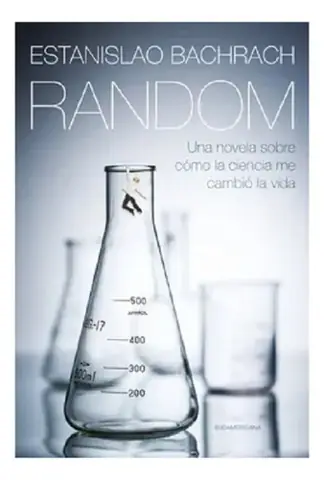 ESTANISLAO BACHRACH
RANDOM
Una novela sobre
cómo la ciencia me
cambió la vida
500
400
300
200
SUDAMERICANA